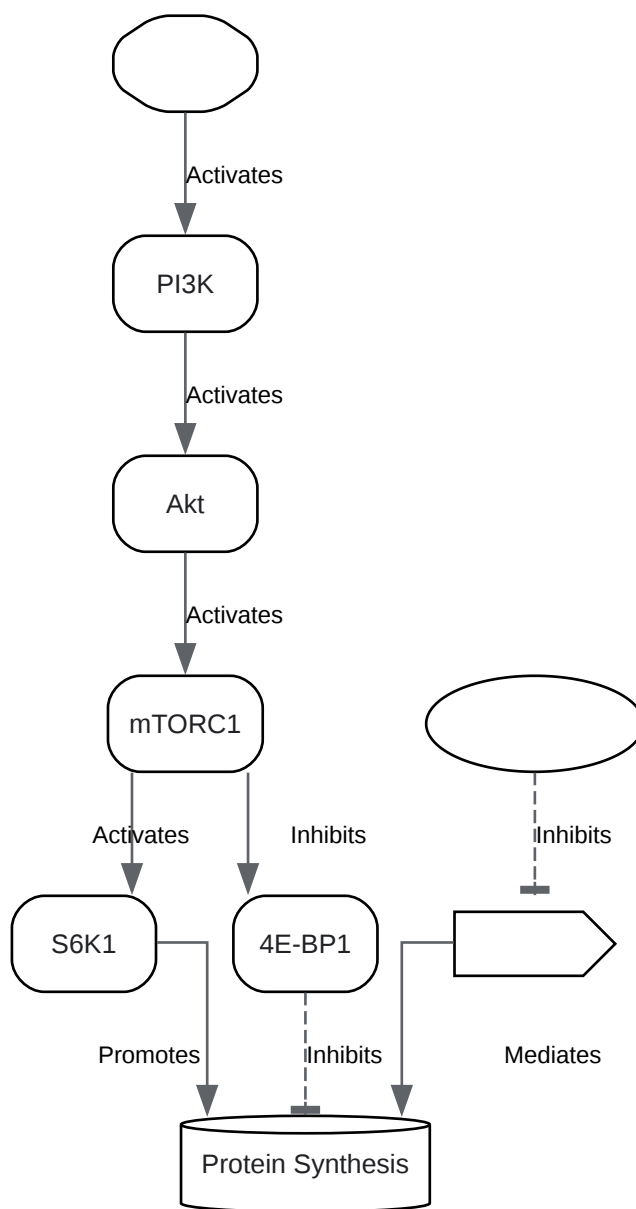 Activates
PI3K
Activates
Akt
Activates
mTORC1
Activates
Inhibits
Inhibits
S6K1
4E-BP1
Promotes
Inhibits
Mediates
Protein Synthesis